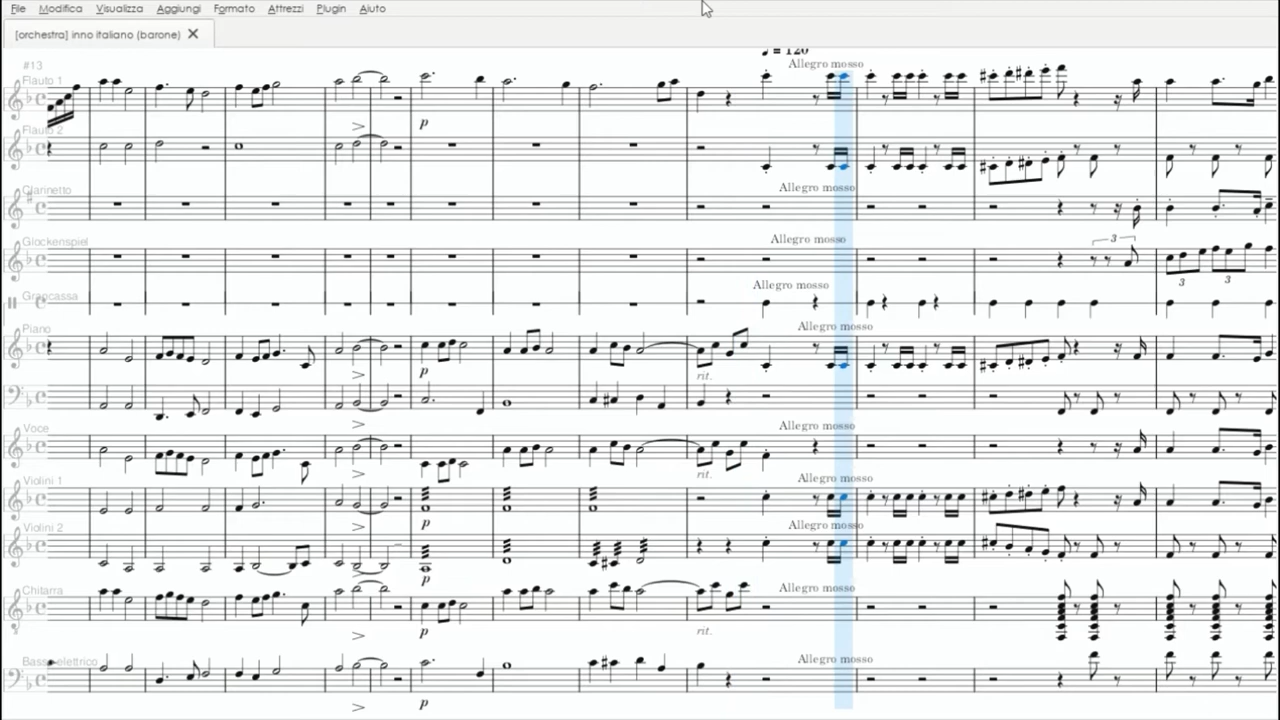 File Modifica Visualizza Aggiungi Formato Attrezzi Plugin Aiuto
[orchestra] inno italiano (barone)
= 120
#13
Allegro mosso
Flauto 1
p
Flauto 2
Allegro mosso
Clarinetto
Allegro mosso
Glockenspiel
3
3
3
Allegro mosso
Grancassa
Allegro mosso
Piano
p
rit.
Allegro mosso
Voce
rit.
Allegro mosso
Violini 1
p
Allegro mosso
Violini 2
p
Allegro mosso
Chitarra
p
rit.
Allegro mosso
Basso elettrico
p